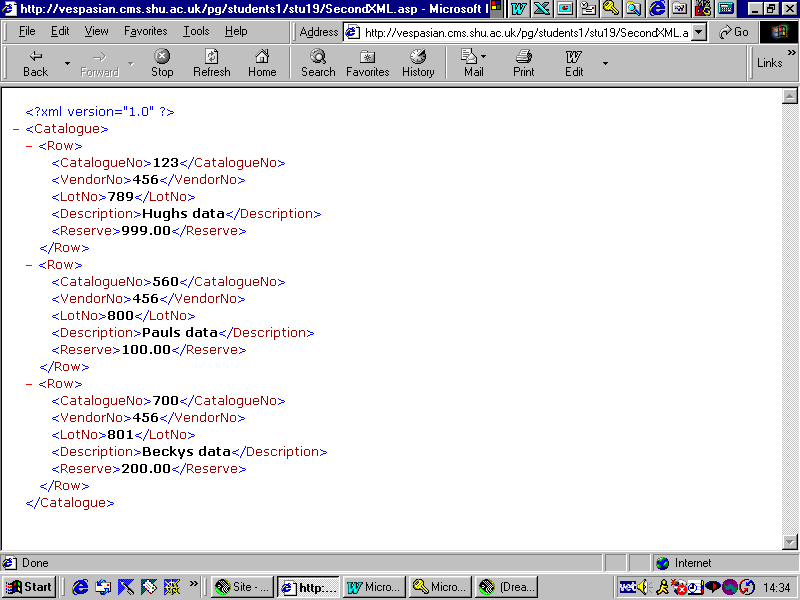 http://vespasian.cms.shu.ac.uk/pg/students1/stu19/SecondXML.asp - Microsoft I
File Edit View Favorites Tools Help Address http://vespasian.cms.shu.ac.uk/pg/students1/stu19/SecondXML.a Go
Back Forward Stop Refresh Home Search Favorites History Mail Print Edit Links »
<?xml version="1.0" ?>
- <Catalogue>
- <Row>
<CatalogueNo>123</CatalogueNo>
<VendorNo>456</VendorNo>
<LotNo>789</LotNo>
<Description>Hughs data</Description>
<Reserve>999.00</Reserve>
</Row>
- <Row>
<CatalogueNo>560</CatalogueNo>
<VendorNo>456</VendorNo>
<LotNo>800</LotNo>
<Description>Pauls data</Description>
<Reserve>100.00</Reserve>
</Row>
- <Row>
<CatalogueNo>700</CatalogueNo>
<VendorNo>456</VendorNo>
<LotNo>801</LotNo>
<Description>Beckys data</Description>
<Reserve>200.00</Reserve>
</Row>
</Catalogue>
Done Internet
Start » Site - ... http:... Micro... Micro... (Drea... 14:34